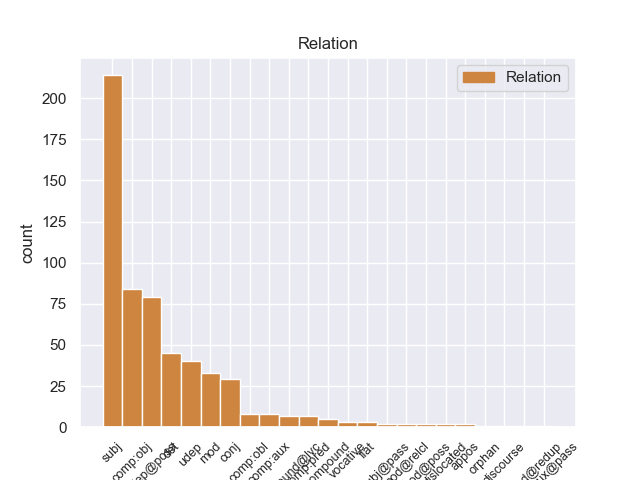 Relation
Relation
count
200
175
150
125
100
75
50
25
0
subj
comp:obj
det
udep
mod
conj
comp:obl
comp:aux
compound
vocative
flat
appos
orphan
discourse